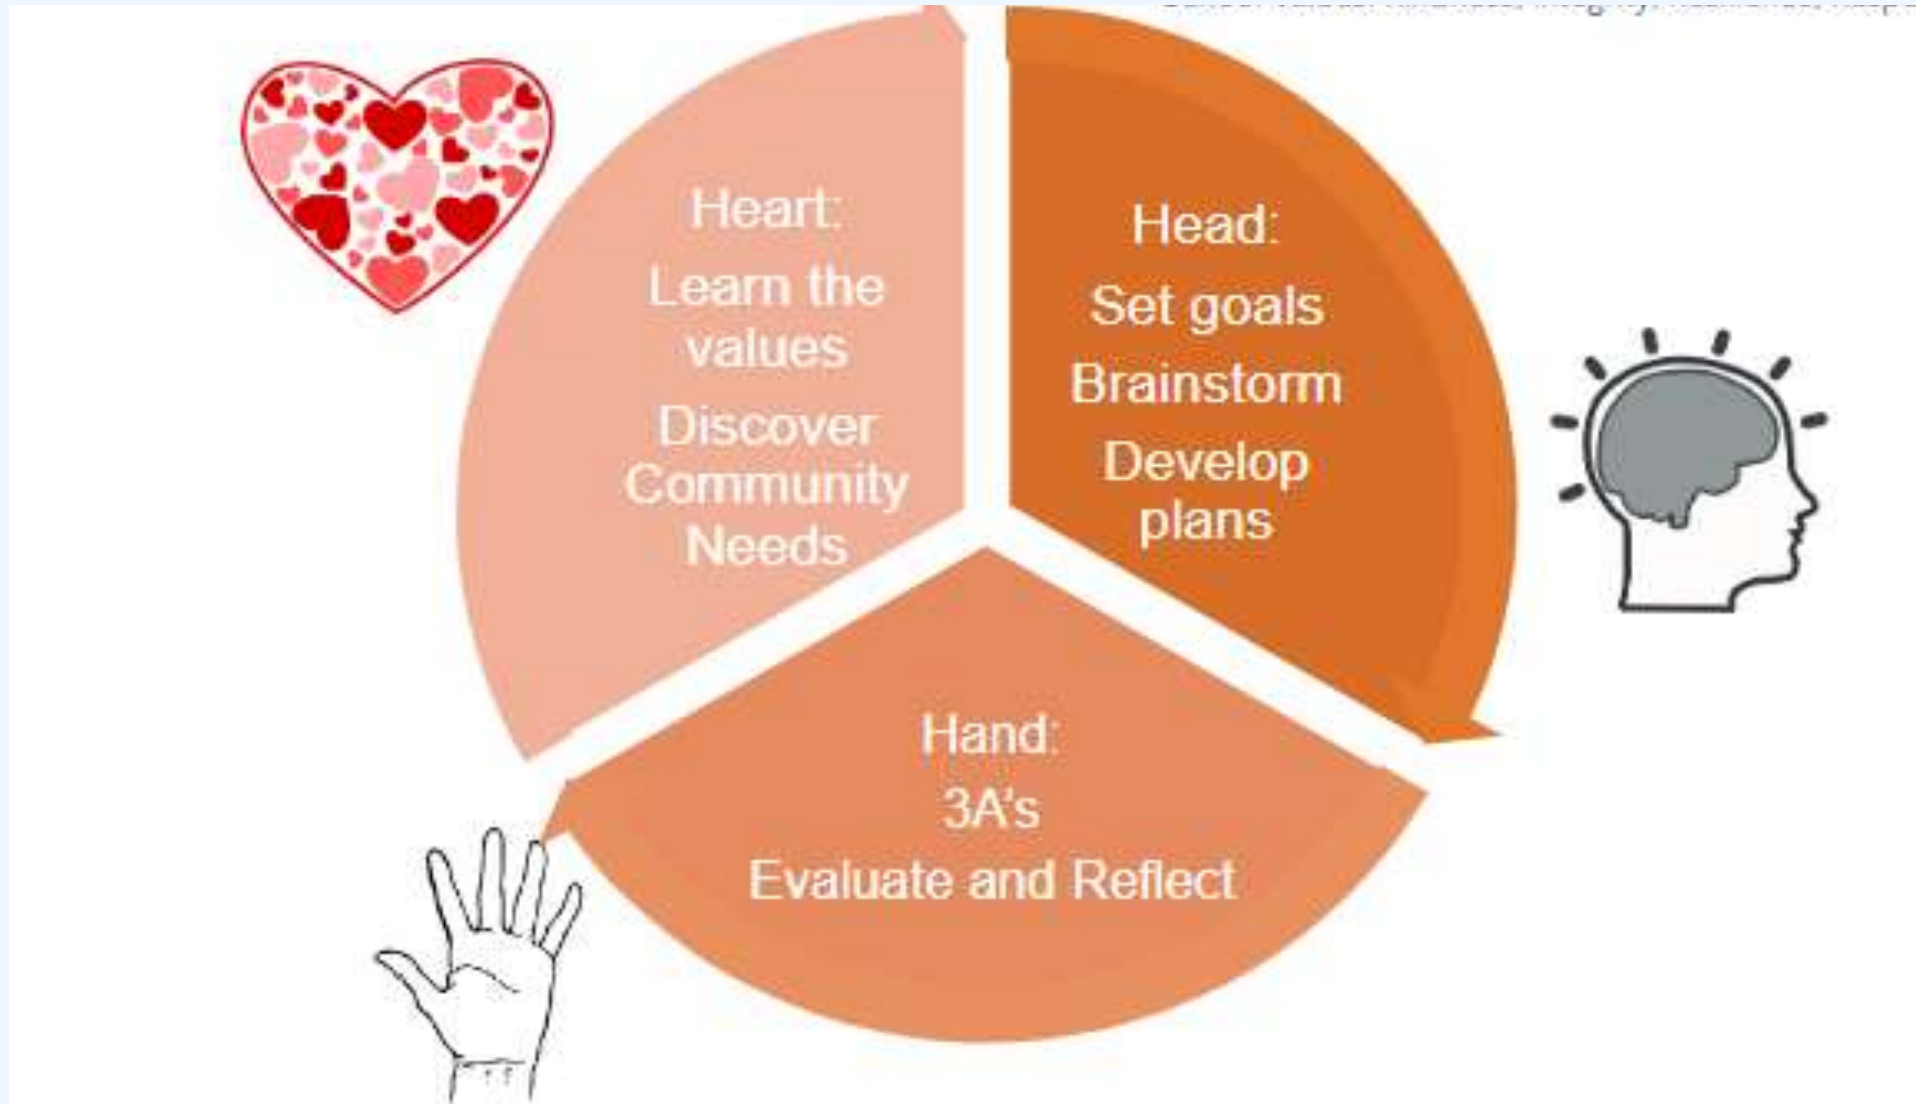 Heart:
Learn the
values
Discover
Community
Needs
Head:
Set goals
Brainstorm
Develop
plans
Hand:
3A's
Evaluate and Reflect